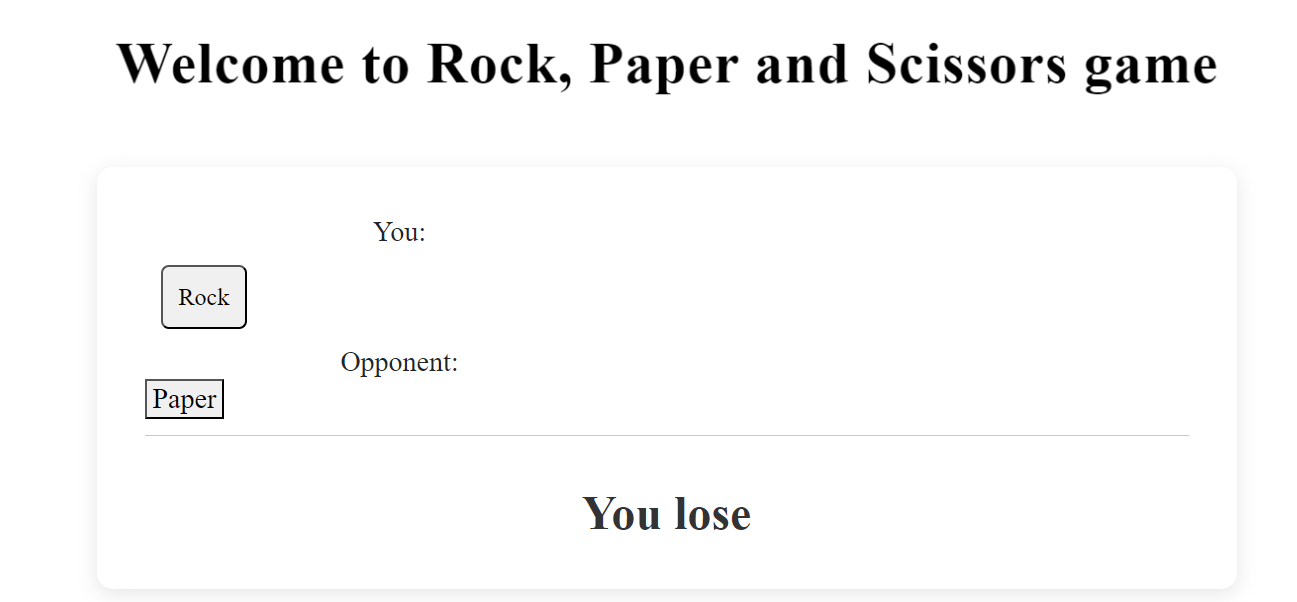 Welcome to Rock, Paper and Scissors game
You:
Rock
Opponent:
Paper
You lose